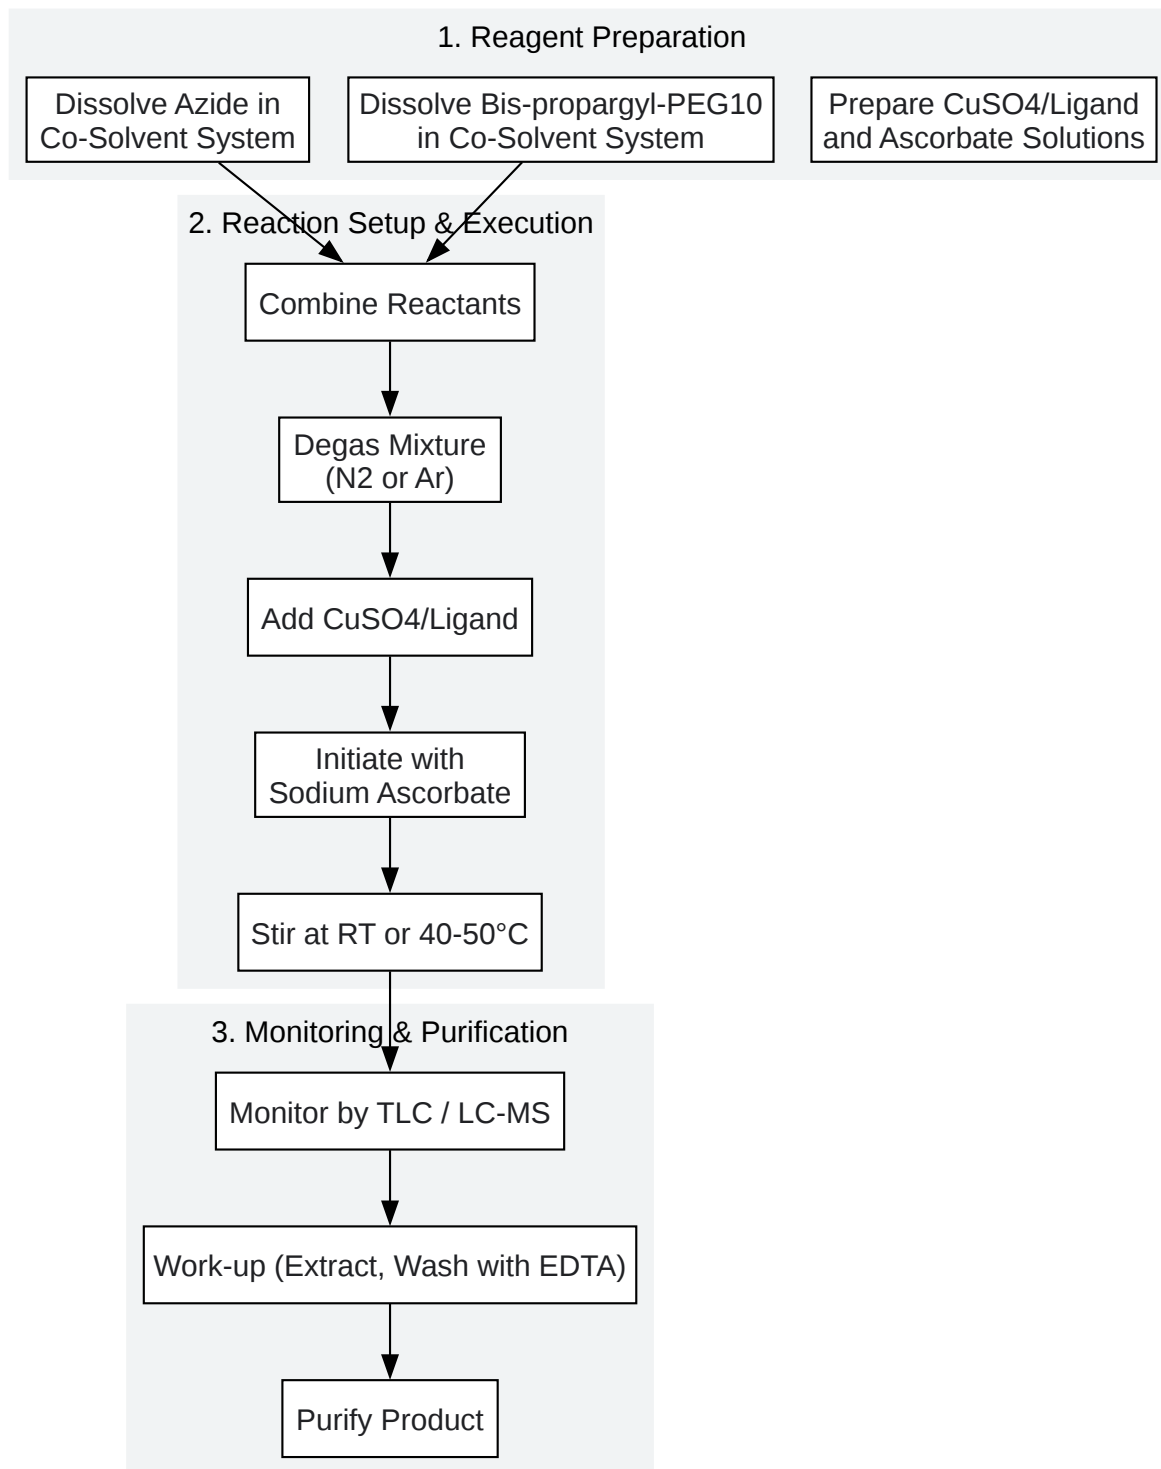 1. Reagent Preparation
Dissolve Azide in
Co-Solvent System
Dissolve Bis-propargyl-PEG10
in Co-Solvent System
Prepare CuSO4/Ligand
and Ascorbate Solutions
2. Reaction Setup & Execution
Combine Reactants
Degas Mixture
(N2 or Ar)
Add CuSO4/Ligand
Initiate with
Sodium Ascorbate
Stir at RT or 40-50°C
3. Monitoring & Purification
Monitor by TLC / LC-MS
Work-up (Extract, Wash with EDTA)
Purify Product